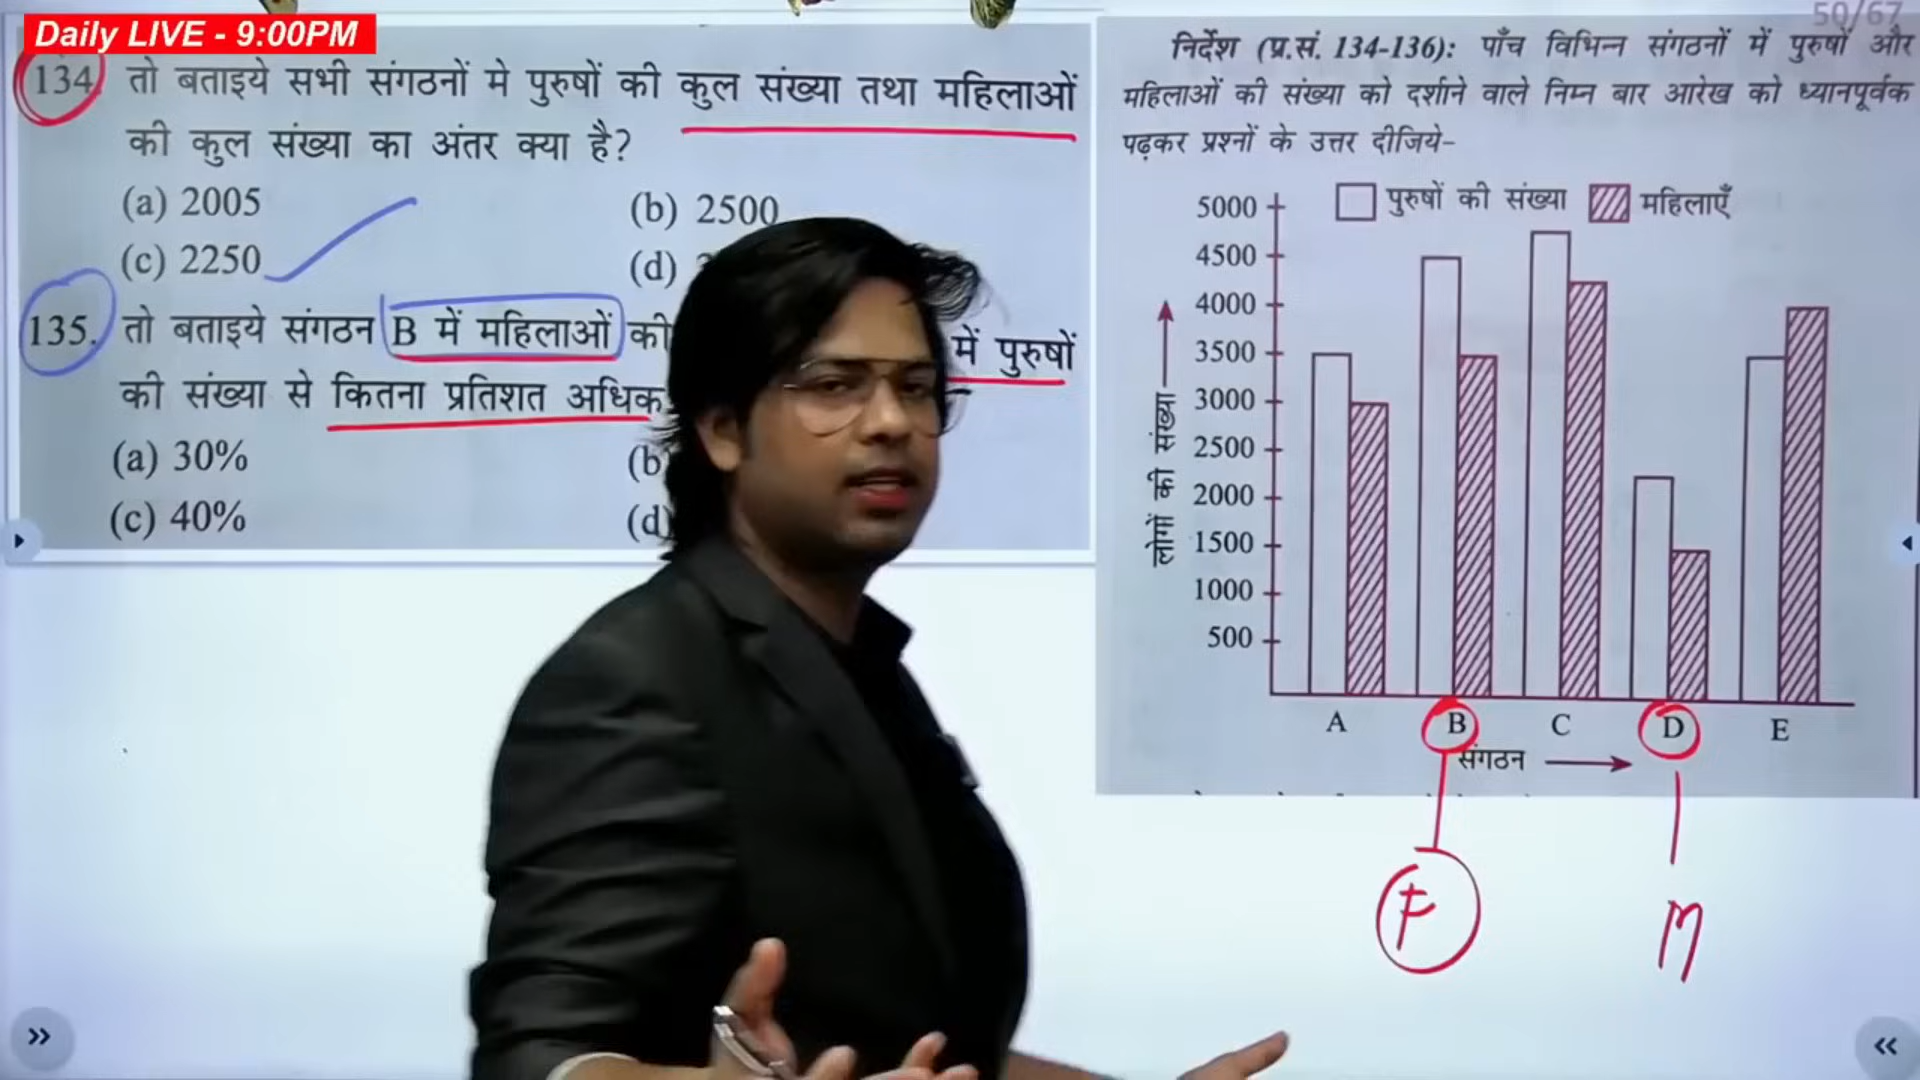 Daily LIVE - 9:00PM
50/67
134. तो बताइये सभी संगठनों मे पुरुषों की कुल संख्या तथा महिलाओं
की कुल संख्या का अंतर क्या है?
(a) 2005 (b) 2500
(c) 2250 (d)
135. तो बताइये संगठन B में महिलाओं की में पुरुषों
की संख्या से कितना प्रतिशत अधिक
(a) 30% (b
(c) 40% (d)
निर्देश (प्र.सं. 134-136): पाँच विभिन्न संगठनों में पुरुषों और
महिलाओं की संख्या को दर्शाने वाले निम्न बार आरेख को ध्यानपूर्वक
पढ़कर प्रश्नों के उत्तर दीजिये-
पुरुषों की संख्या महिलाएँ
5000
4500
4000
3500
3000
2500
2000
1500
1000
500
लोगों की संख्या
A B C D E
संगठन
F M